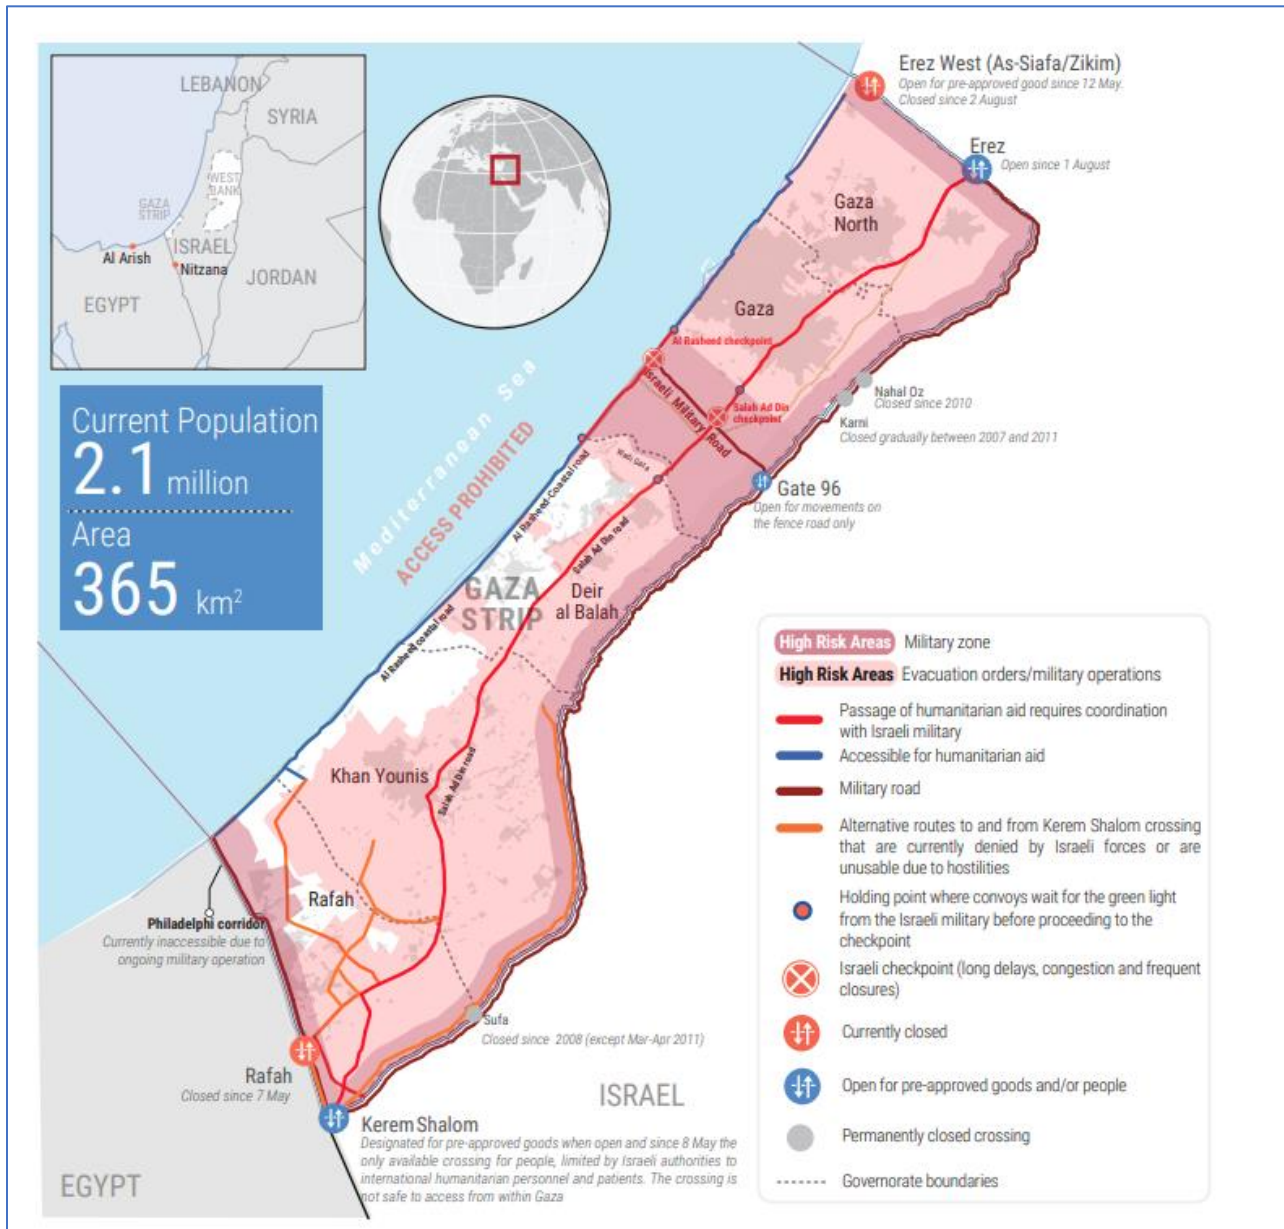 LEBANON
SYRIA
WEST
BANK
GAZA
STRIP
ISRAEL
Al Arish
Nitzana
JORDAN
EGYPT
Erez West (As-Siafa/Zikim)
Open for pre-approved good since 12 May.
Closed since 2 August
Erez
Open since 1 August
Gaza
North
Gaza
Al Rasheed checkpoint
Israeli Military Road
Salah Ad Din
checkpoint
Nahal Oz
Closed since 2010
Karni
Closed gradually between 2007 and 2011
Current Population
2.1 million
Area
365 km²
Mediterranean Sea
ACCESS PROHIBITED
Wadi Gaza
Gate 96
Open for movements on
the fence road only
Al Rasheed-Coastal road
Salah Ad Din road
GAZA
STRIP
Deir
al Balah
Al Rasheed coastal road
Khan Younis
Salah Ad Din road
Rafah
Philadelphi corridor
Currently inaccessible due to
ongoing military operation
Sufa
Closed since 2008 (except Mar-Apr 2011)
Rafah
Closed since 7 May
ISRAEL
Kerem Shalom
Designated for pre-approved goods when open and since 8 May the
only available crossing for people, limited by Israeli authorities to
international humanitarian personnel and patients. The crossing is
not safe to access from within Gaza
EGYPT
High Risk Areas Military zone
High Risk Areas Evacuation orders/military operations
Passage of humanitarian aid requires coordination
with Israeli military
Accessible for humanitarian aid
Military road
Alternative routes to and from Kerem Shalom crossing
that are currently denied by Israeli forces or are
unusable due to hostilities
Holding point where convoys wait for the green light
from the Israeli military before proceeding to the
checkpoint
Israeli checkpoint (long delays, congestion and frequent
closures)
Currently closed
Open for pre-approved goods and/or people
Permanently closed crossing
Governorate boundaries